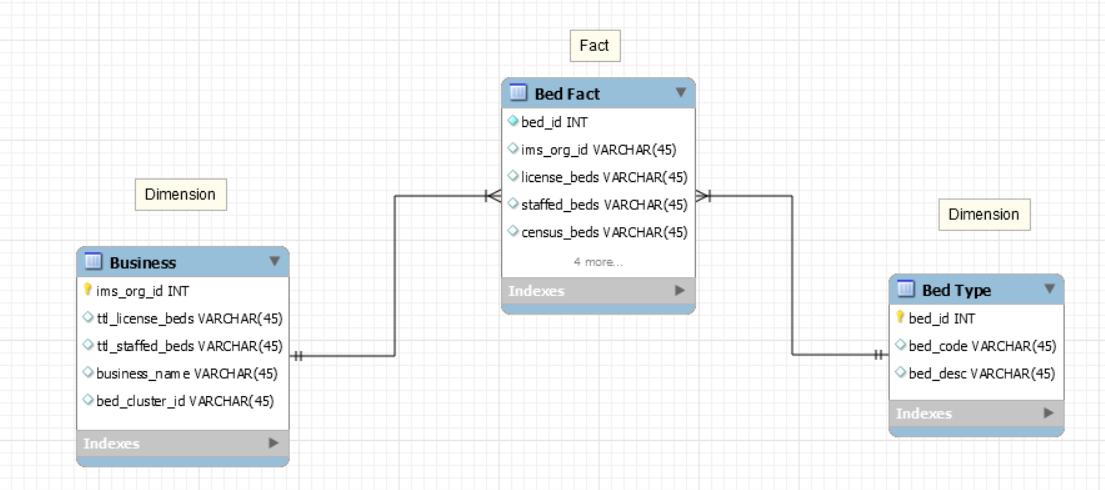 Fact
Bed Fact
bed_id INT
ims_org_id VARCHAR(45)
license_beds VARCHAR(45)
staffed_beds VARCHAR(45)
census_beds VARCHAR(45)
4 more...
Indexes
Dimension
Business
ims_org_id INT
ttl_license_beds VARCHAR(45)
ttl_staffed_beds VARCHAR(45)
business_name VARCHAR(45)
bed_cluster_id VARCHAR(45)
Indexes
Dimension
Bed Type
bed_id INT
bed_code VARCHAR(45)
bed_desc VARCHAR(45)
Indexes